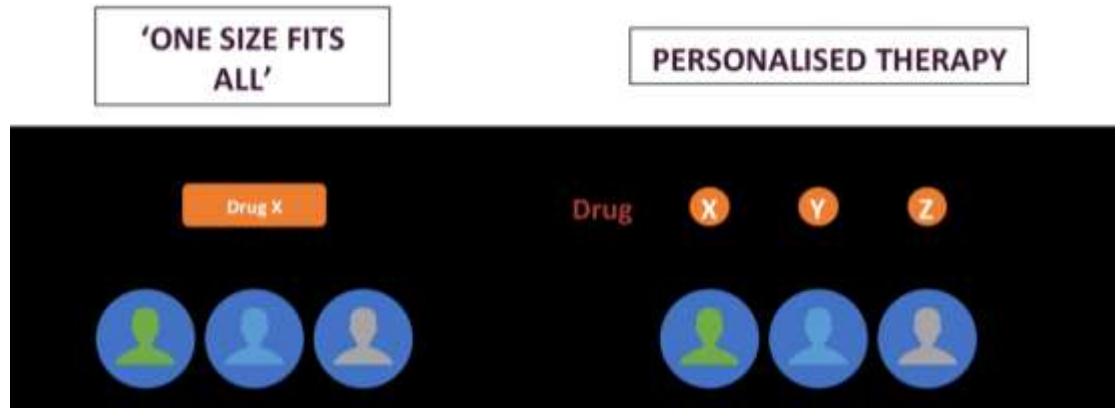 ‘ONE SIZE FITS
ALL’
PERSONALISED THERAPY
Drug X
Drug X Y Z